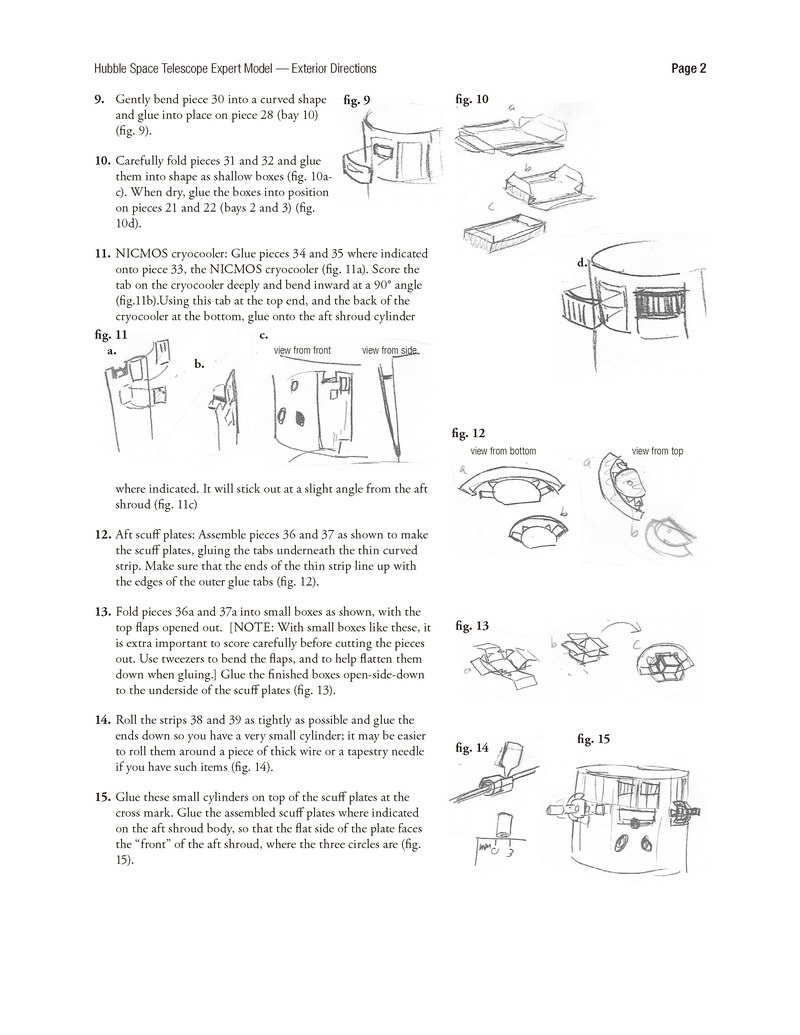 Hubble Space Telescope Expert Model — Exterior Directions
Page 2
9. Gently bend piece 30 into a curved shape
and glue into place on piece 28 (bay 10)
(fig. 9).
fig. 9
fig. 10
a
b
c
d.
10. Carefully fold pieces 31 and 32 and glue
them into shape as shallow boxes (fig. 10a-
c). When dry, glue the boxes into position
on pieces 21 and 22 (bays 2 and 3) (fig.
10d).
11. NICMOS cryocooler: Glue pieces 34 and 35 where indicated
onto piece 33, the NICMOS cryocooler (fig. 11a). Score the
tab on the cryocooler deeply and bend inward at a 90° angle
(fig.11b).Using this tab at the top end, and the back of the
cryocooler at the bottom, glue onto the aft shroud cylinder
fig. 11
a.
b.
c.
view from front
view from side
where indicated. It will stick out at a slight angle from the aft
shroud (fig. 11c)
fig. 12
view from bottom
view from top
a
b
a
b
12. Aft scuff plates: Assemble pieces 36 and 37 as shown to make
the scuff plates, gluing the tabs underneath the thin curved
strip. Make sure that the ends of the thin strip line up with
the edges of the outer glue tabs (fig. 12).
13. Fold pieces 36a and 37a into small boxes as shown, with the
top flaps opened out. [NOTE: With small boxes like these, it
is extra important to score carefully before cutting the pieces
out. Use tweezers to bend the flaps, and to help flatten them
down when gluing.] Glue the finished boxes open-side-down
to the underside of the scuff plates (fig. 13).
fig. 13
a
b
c
14. Roll the strips 38 and 39 as tightly as possible and glue the
ends down so you have a very small cylinder; it may be easier
to roll them around a piece of thick wire or a tapestry needle
if you have such items (fig. 14).
fig. 14
mm 0 3
fig. 15
15. Glue these small cylinders on top of the scuff plates at the
cross mark. Glue the assembled scuff plates where indicated
on the aft shroud body, so that the flat side of the plate faces
the “front” of the aft shroud, where the three circles are (fig.
15).